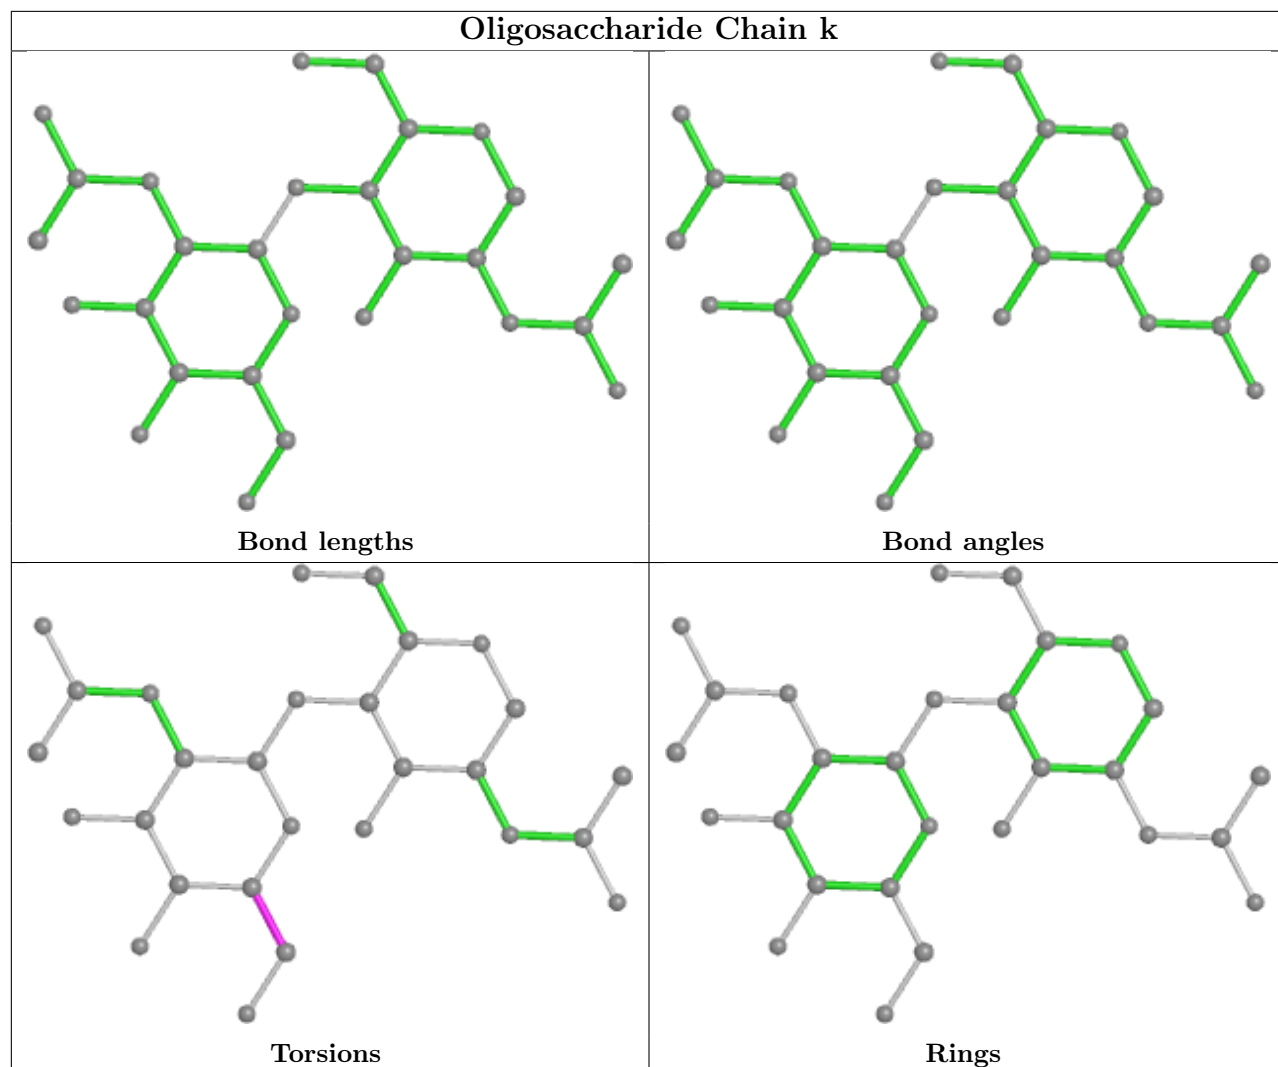 Oligosaccharide Chain k
Bond lengths
Bond angles
Torsions
Rings